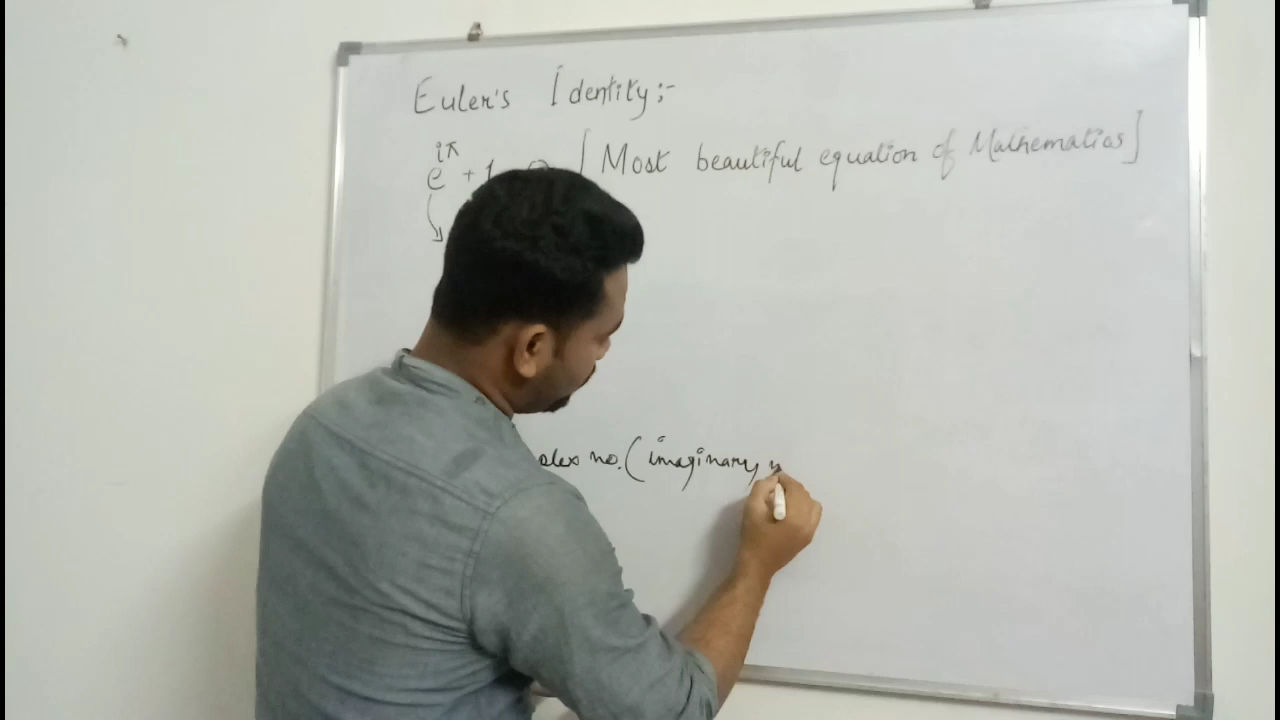 Euler's Identity:-
iπ
e + 1 [ Most beautiful equation of Mathematics]
no. (imaginary